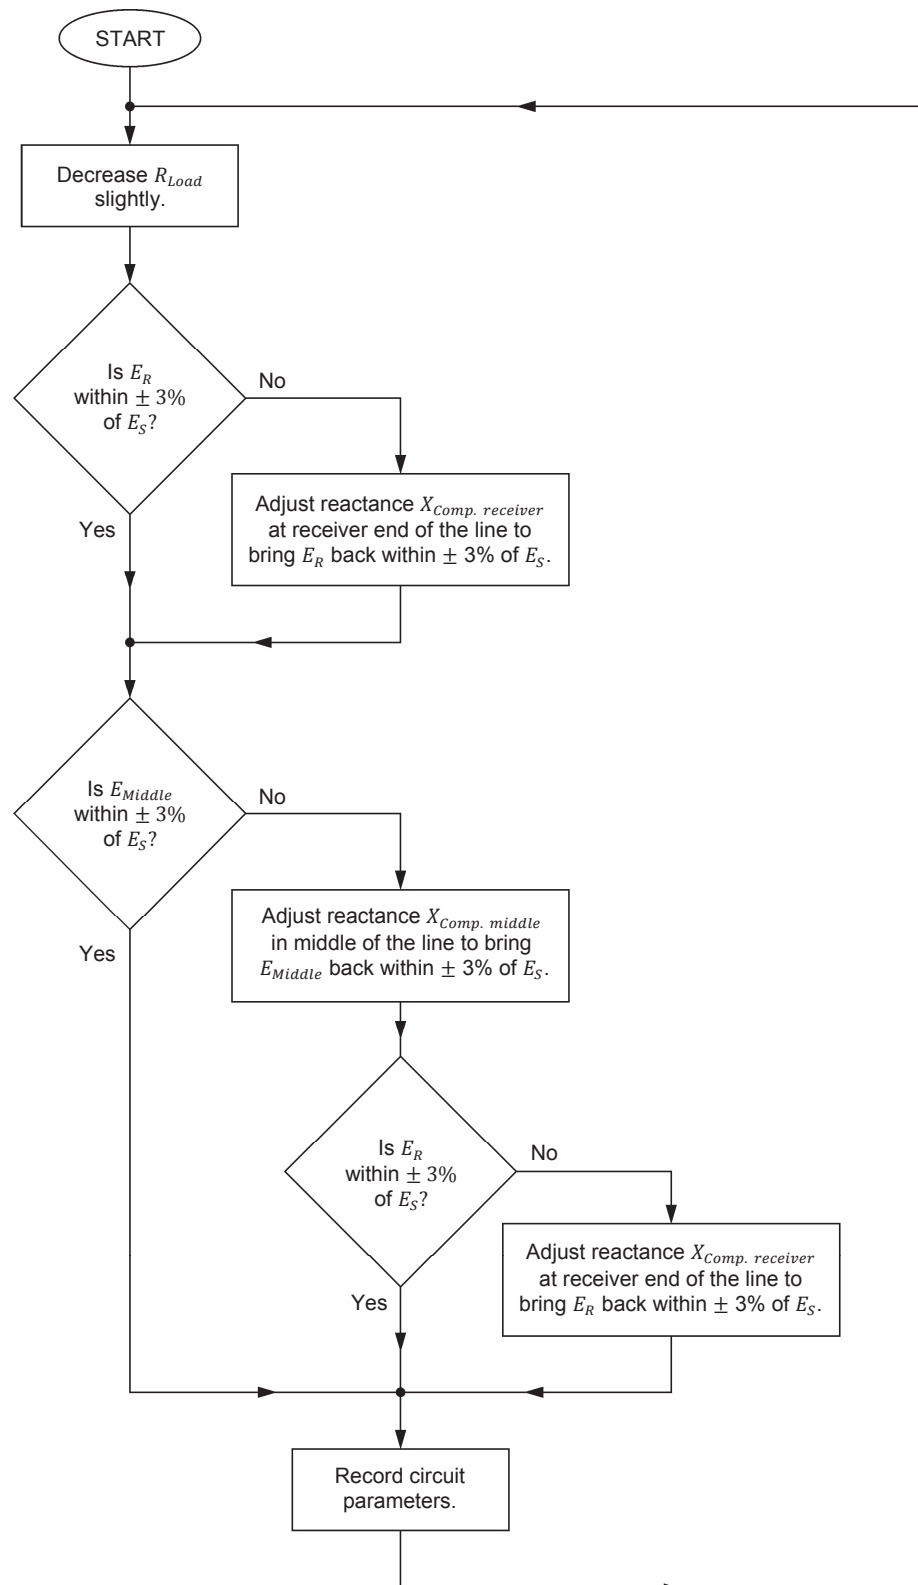 START
Decrease R_Load
slightly.
Is E_R
within ± 3%
of E_S?
No
Yes
Adjust reactance X_Comp. receiver
at receiver end of the line to
bring E_R back within ± 3% of E_S.
Is E_Middle
within ± 3%
of E_S?
No
Yes
Adjust reactance X_Comp. middle
in middle of the line to bring
E_Middle back within ± 3% of E_S.
Is E_R
within ± 3%
of E_S?
No
Yes
Adjust reactance X_Comp. receiver
at receiver end of the line to
bring E_R back within ± 3% of E_S.
Record circuit
parameters.